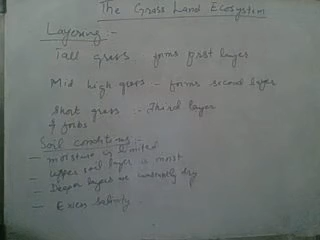 The Grass Land Ecosystem
Layering :-
Tall grass forms first layer
Mid high grass - forms second layer
Short grass :- Third layer
& forbs
Soil conditions :-
— moisture is limited
— upper soil layer is moist
— Deeper layers are constantly dry
— Excess salinity .